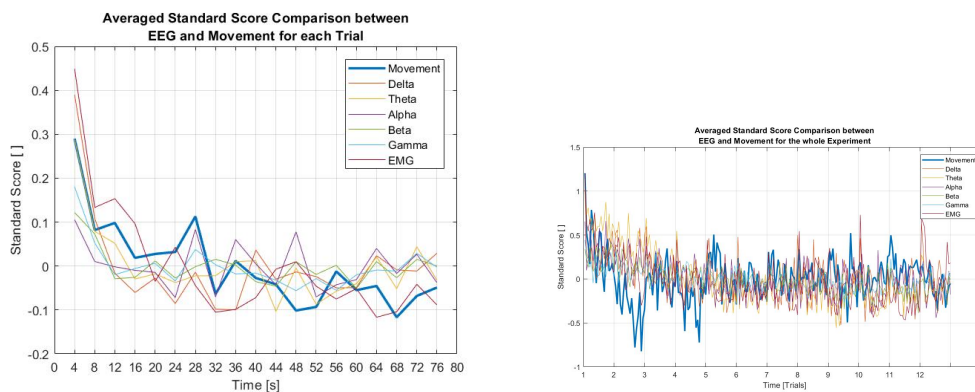 Averaged Standard Score Comparison between
EEG and Movement for each Trial
0.5
0.4
0.3
0.2
0.1
0
-0.1
-0.2
Standard Score [ ]
0 4 8 12 16 20 24 28 32 36 40 44 48 52 56 60 64 68 72 76 80
Time [s]
Movement
Delta
Theta
Alpha
Beta
Gamma
EMG
Averaged Standard Score Comparison between
EEG and Movement for the whole Experiment
1.5
1
0.5
0
-0.5
-1
Standard Score [ ]
1 2 3 4 5 6 7 8 9 10 11 12
Time [Trials]
Movement
Delta
Theta
Alpha
Beta
Gamma
EMG